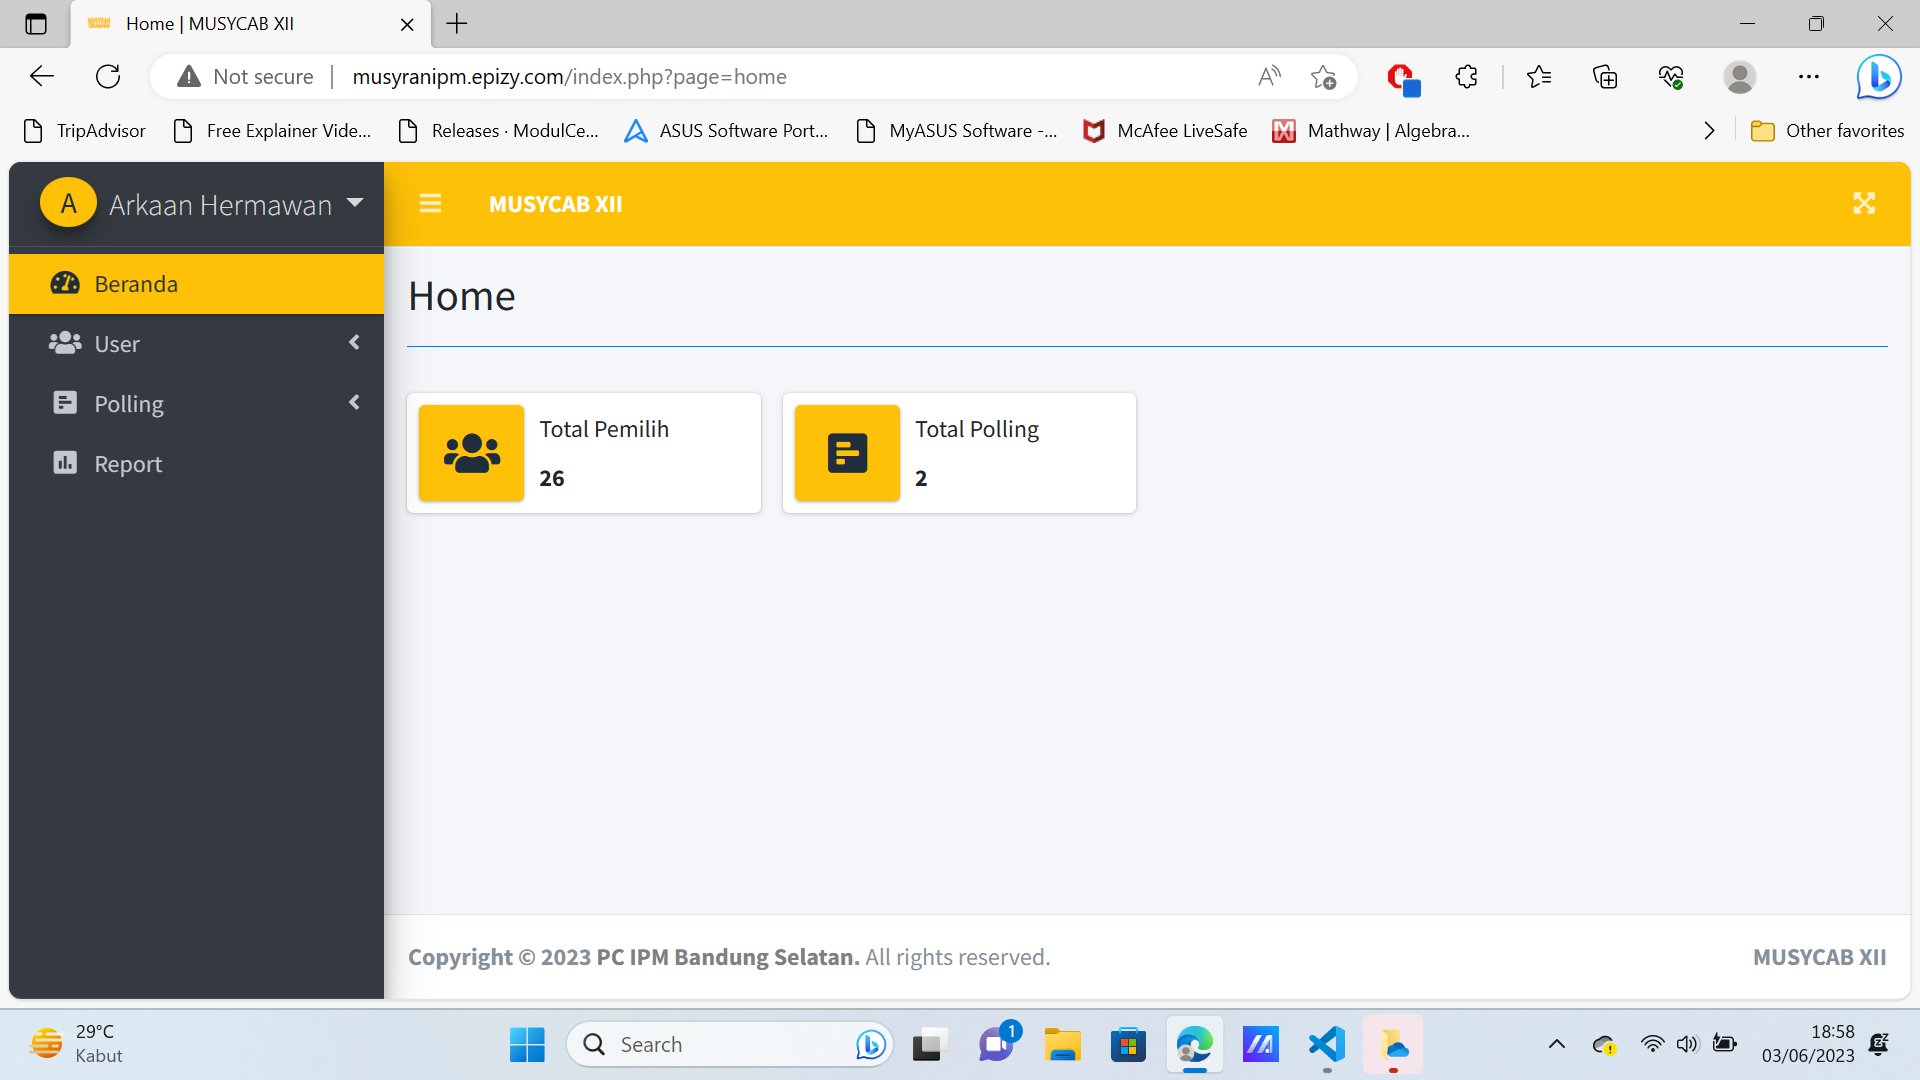 Home | MUSYCAB XII
Not secure
musyranipm.epizy.com/index.php?page=home
TripAdvisor
Free Explainer Vide...
Releases · ModulCe...
ASUS Software Port...
MyASUS Software -...
McAfee LiveSafe
Mathway | Algebra...
Other favorites
A
Arkaan Hermawan
MUSYCAB XII
Beranda
User
Polling
Report
Home
Total Pemilih
26
Total Polling
2
Copyright © 2023 PC IPM Bandung Selatan. All rights reserved.
MUSYCAB XII
29°C
Kabut
Search
1
18:58
03/06/2023